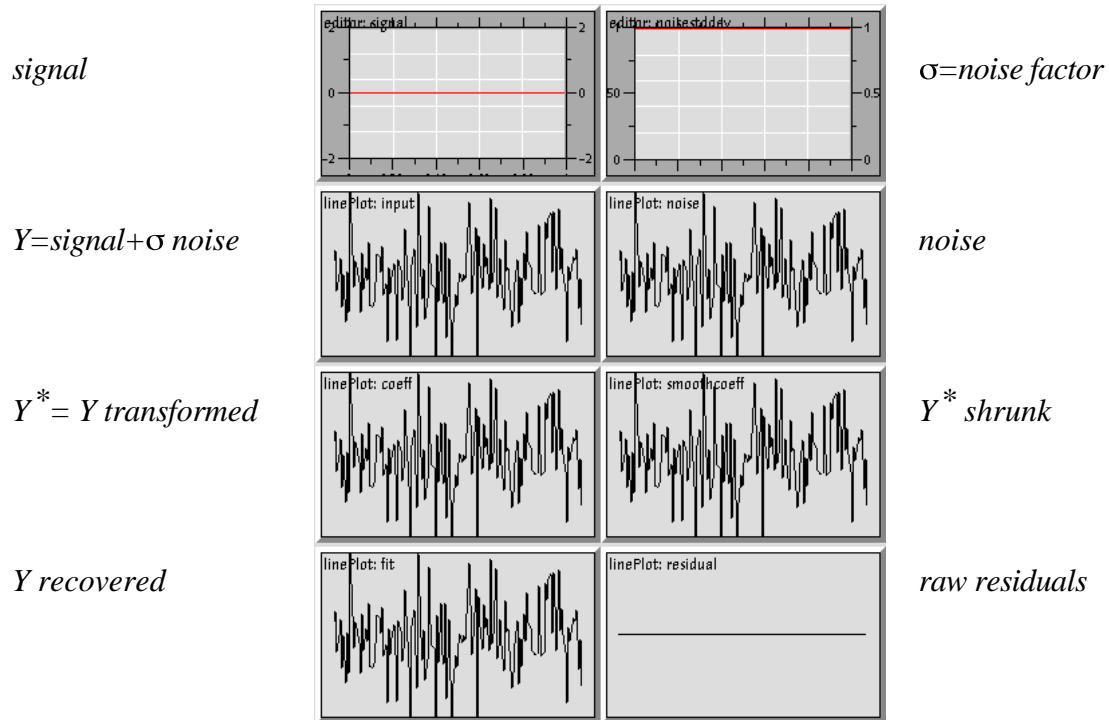 editor: signal
editor: noisestddev
2 2 1 1
signal
σ=noise factor
0 0 50 0.5
-2 -2 0 0
linePlot: input
linePlot: noise
Y=signal+σ noise
noise
linePlot: coeff
linePlot: smoothcoeff
Y*= Y transformed
Y* shrunk
linePlot: fit
linePlot: residual
Y recovered
raw residuals